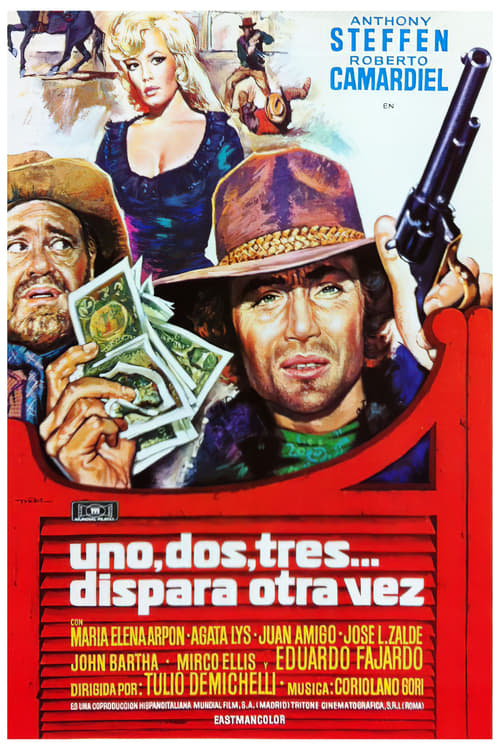 ANTHONY
STEFFEN
ROBERTO
CAMARDIEL
EN
MUNDIAL FILM
uno, dos, tres...
dispara otra vez
CON
MARIA ELENA ARPON · AGATA LYS · JUAN AMIGO · JOSE L. ZALDE
JOHN BARTHA · MIRCO ELLIS Y EDUARDO FAJARDO
DIRIGIDA POR: TULIO DEMICHELLI · MUSICA: CORIOLANO GORI
ES UNA COPRODUCCION HISPANOITALIANA MUNDIAL FILM, S.A. (MADRID) TRITONE CINEMATOGRAFICA, S.R.L. (ROMA)
EASTMANCOLOR